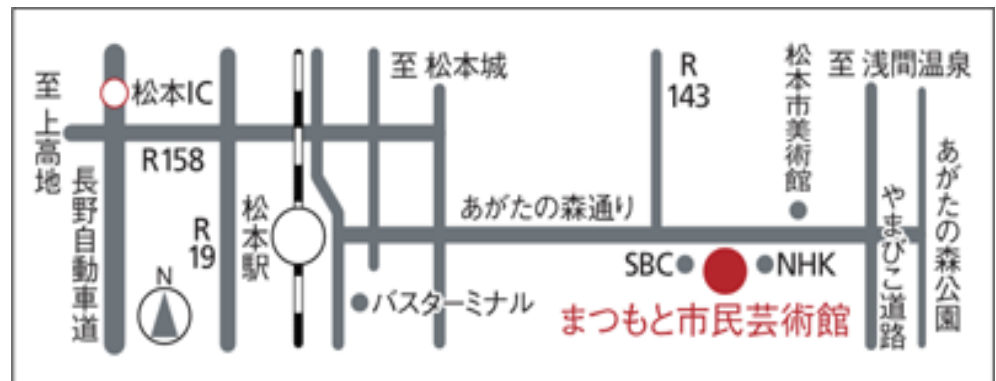 至 上高地
松本IC
R158
長野自動車道
R
19
N
松本駅
至 松本城
バスターミナル
あがたの森通り
R
143
松本市美術館
至 浅間温泉
SBC
NHK
まつもと市民芸術館
やまびこ道路
あがたの森公園